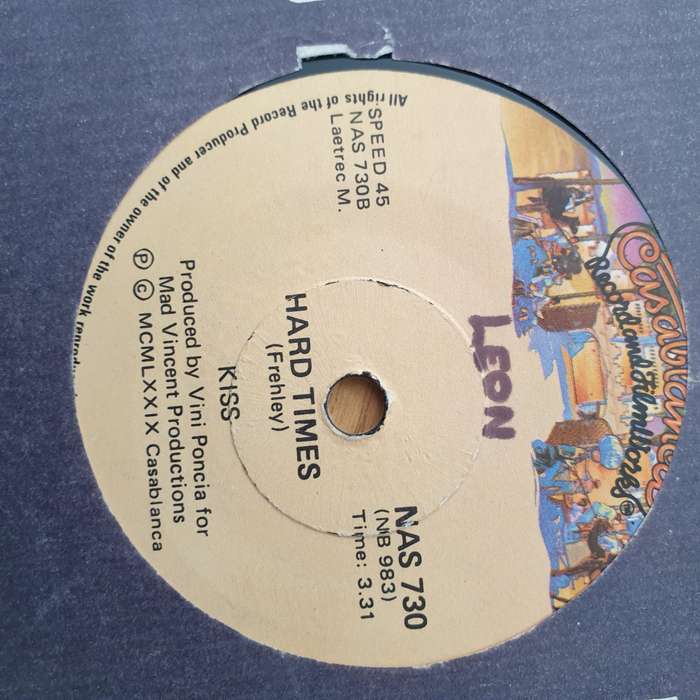 Casablanca
Record and FilmWorks
LEON
SPEED 45
NAS 730B
Laetrec M.
NAS 730
(NB 983)
Time: 3.31
HARD TIMES
(Frehley)
KISS
Produced by Vini Poncia for
Mad Vincent Productions
Ⓟ © MCMLXXIX Casablanca
All rights of the Record Producer and of the owner of the work